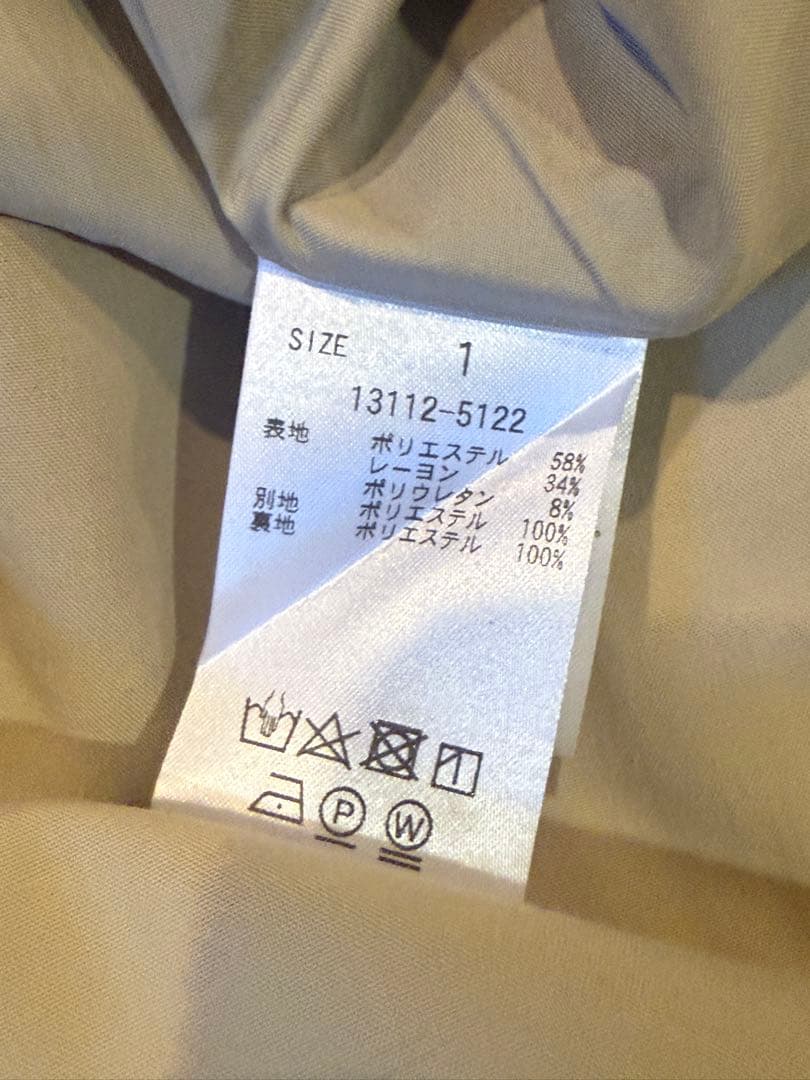 SIZE 1
13112-5122
表地 ポリエステル 58%
レーヨン 34%
ポリウレタン 8%
別地 ポリエステル 100%
裏地 ポリエステル 100%
P W